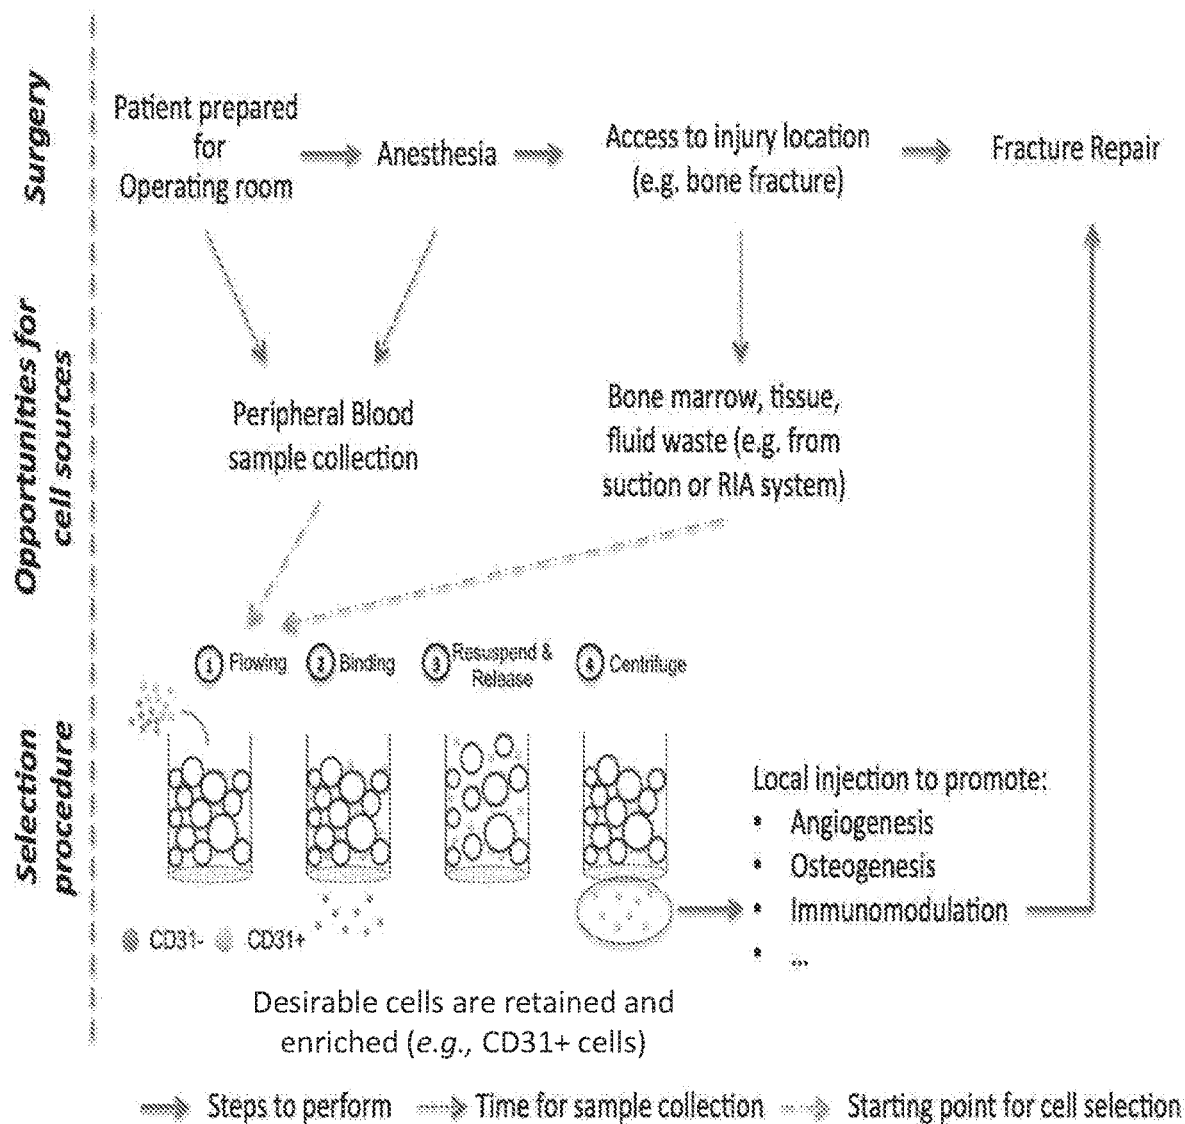 Surgery
Patient prepared
for
Operating room
Anesthesia
Access to injury location
(e.g. bone fracture)
Fracture Repair
Opportunities for
cell sources
Peripheral Blood
sample collection
Bone marrow, tissue,
fluid waste (e.g. from
suction or RIA system)
Selection
procedure
1 Flowing
2 Binding
3 Resuspend &
Release
4 Centrifuge
CD31- CD31+
Local injection to promote:
• Angiogenesis
• Osteogenesis
• Immunomodulation
• ...
Desirable cells are retained and
enriched (e.g., CD31+ cells)
Steps to perform Time for sample collection Starting point for cell selection